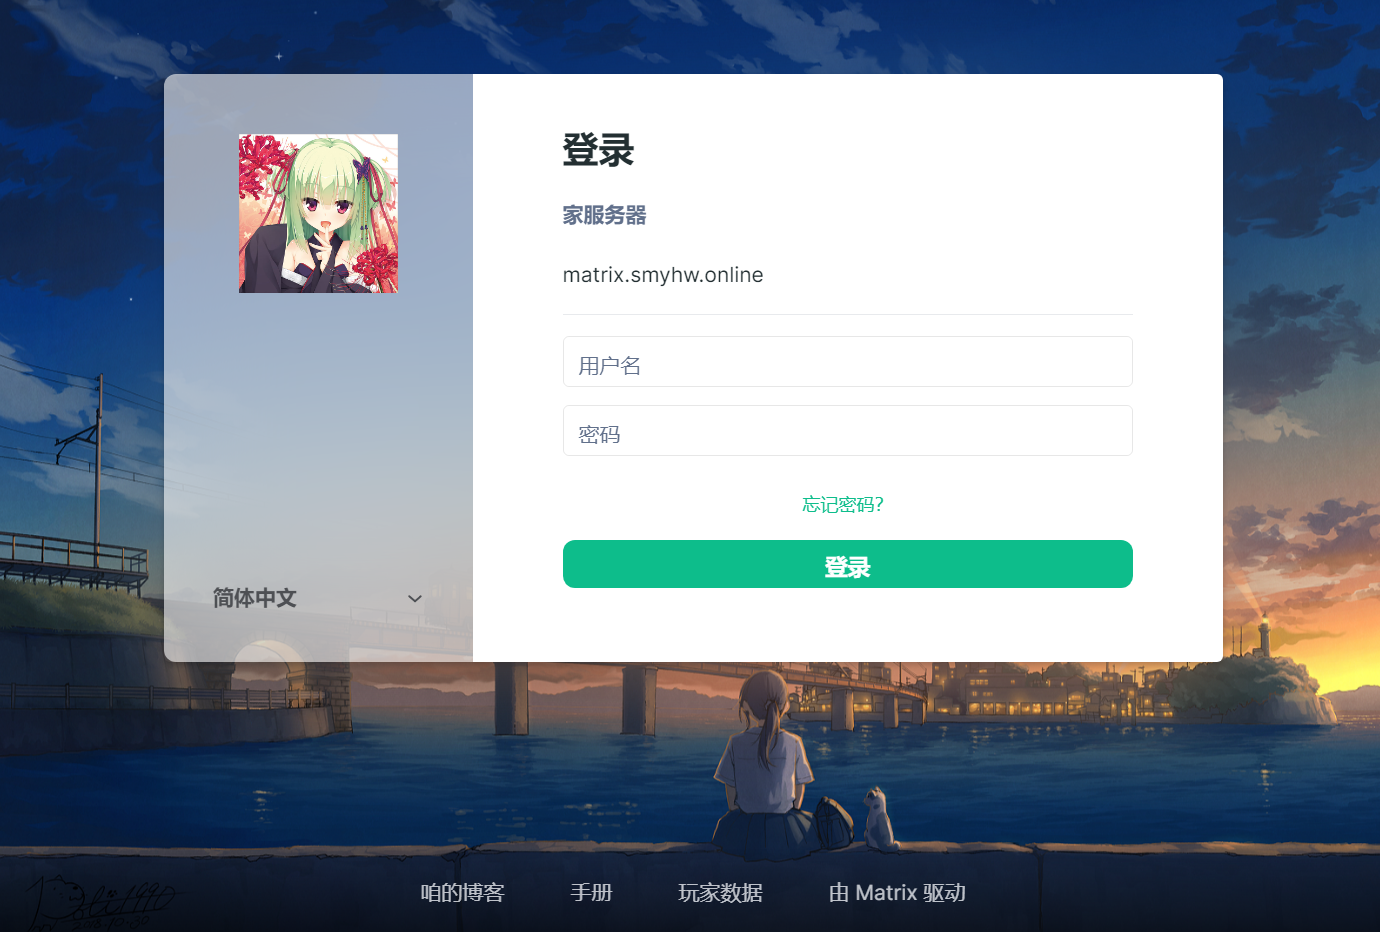 登录
家服务器
matrix.smyhw.online
用户名
密码
忘记密码?
登录
简体中文
咱的博客
手册
玩家数据
由 Matrix 驱动